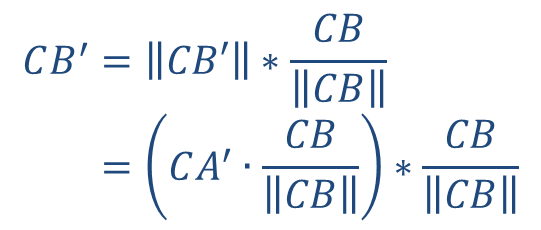 CB′ = ‖CB′‖ * CB / ‖CB‖
= (CA′ · CB / ‖CB‖) * CB / ‖CB‖